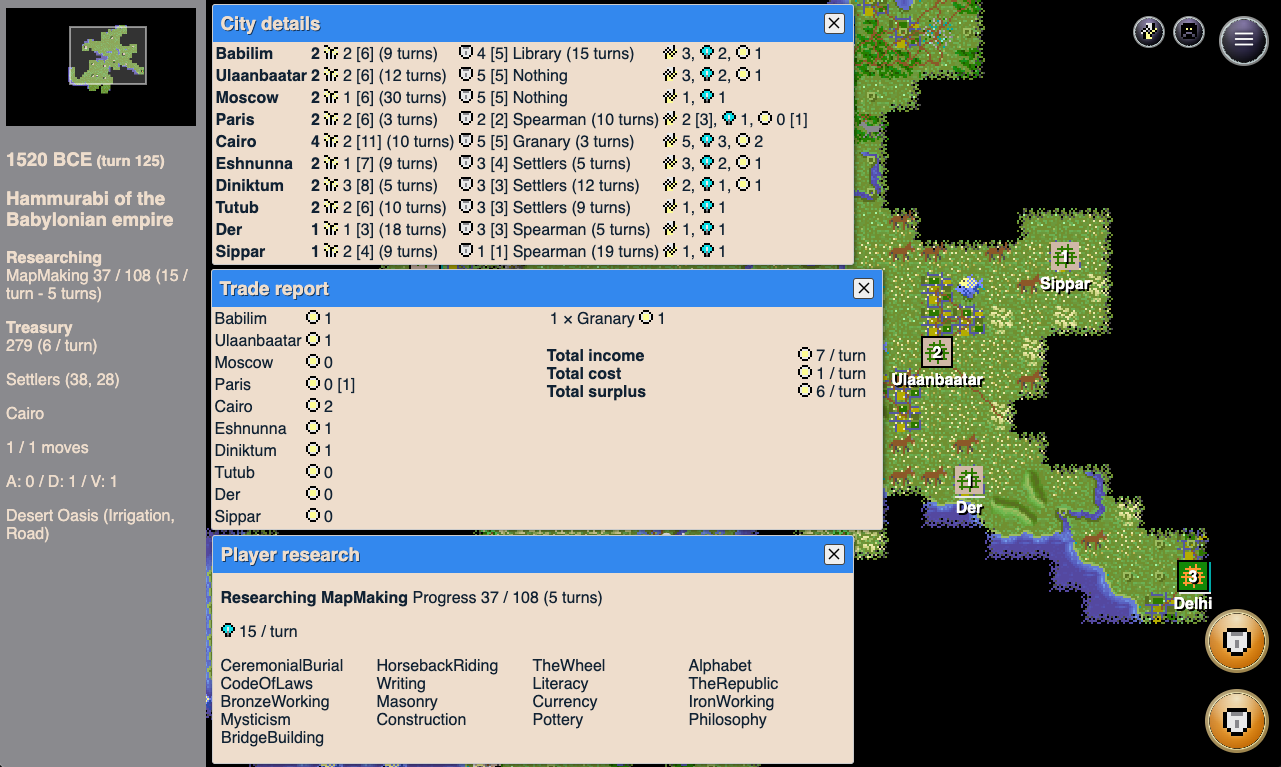 1520 BCE (turn 125)
Hammurabi of the
Babylonian empire
Researching
MapMaking 37 / 108 (15 /
turn - 5 turns)
Treasury
279 (6 / turn)
Settlers (38, 28)
Cairo
1 / 1 moves
A: 0 / D: 1 / V: 1
Desert Oasis (Irrigation,
Road)
City details
Babilim 2 2 [6] (9 turns) 4 [5] Library (15 turns) 3, 2, 1
Ulaanbaatar 2 2 [6] (12 turns) 5 [5] Nothing 3, 2, 1
Moscow 2 1 [6] (30 turns) 5 [5] Nothing 1, 1
Paris 2 2 [6] (3 turns) 2 [2] Spearman (10 turns) 2 [3], 1, 0 [1]
Cairo 4 2 [11] (10 turns) 5 [5] Granary (3 turns) 5, 3, 2
Eshnunna 2 1 [7] (9 turns) 3 [4] Settlers (5 turns) 3, 2, 1
Diniktum 2 3 [8] (5 turns) 3 [3] Settlers (12 turns) 2, 1, 1
Tutub 2 2 [6] (10 turns) 3 [3] Settlers (9 turns) 1, 1
Der 1 1 [3] (18 turns) 3 [3] Spearman (5 turns) 1, 1
Sippar 1 2 [4] (9 turns) 1 [1] Spearman (19 turns) 1, 1
Trade report
Babilim 1
Ulaanbaatar 1
Moscow 0
Paris 0 [1]
Cairo 2
Eshnunna 1
Diniktum 1
Tutub 0
Der 0
Sippar 0
1 × Granary 1
Total income 7 / turn
Total cost 1 / turn
Total surplus 6 / turn
Player research
Researching MapMaking Progress 37 / 108 (5 turns)
15 / turn
CeremonialBurial HorsebackRiding TheWheel Alphabet
CodeOfLaws Writing Literacy TheRepublic
BronzeWorking Masonry Currency IronWorking
Mysticism Construction Pottery Philosophy
BridgeBuilding
1
Sippar
2
Ulaanbaatar
1
Der
3
Delhi